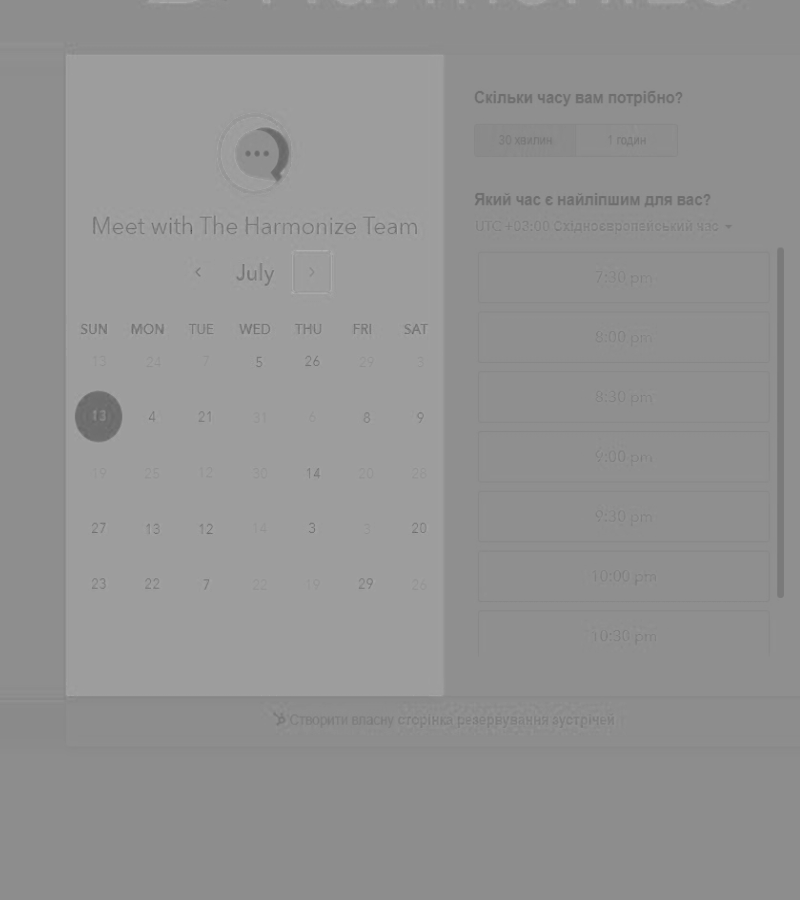 Meet with The Harmonize Team
July
SUN MON TUE WED THU FRI SAT
13 24 7 5 26 29 3
13 4 21 31 6 8 9
19 25 12 30 14 20 28
27 13 12 14 3 3 20
23 22 7 22 19 29 26
Скільки часу вам потрібно?
30 хвилин 1 годин
Який час є найліпшим для вас?
UTC +03:00 Східноєвропейський час
7:30 pm
8:00 pm
8:30 pm
9:00 pm
9:30 pm
10:00 pm
10:30 pm
Створити власну сторінка резервування зустрічей